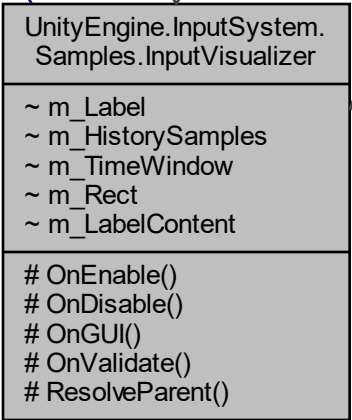 UnityEngine.InputSystem.
Samples.InputVisualizer
~ m_Label
~ m_HistorySamples
~ m_TimeWindow
~ m_Rect
~ m_LabelContent
# OnEnable()
# OnDisable()
# OnGUI()
# OnValidate()
# ResolveParent()